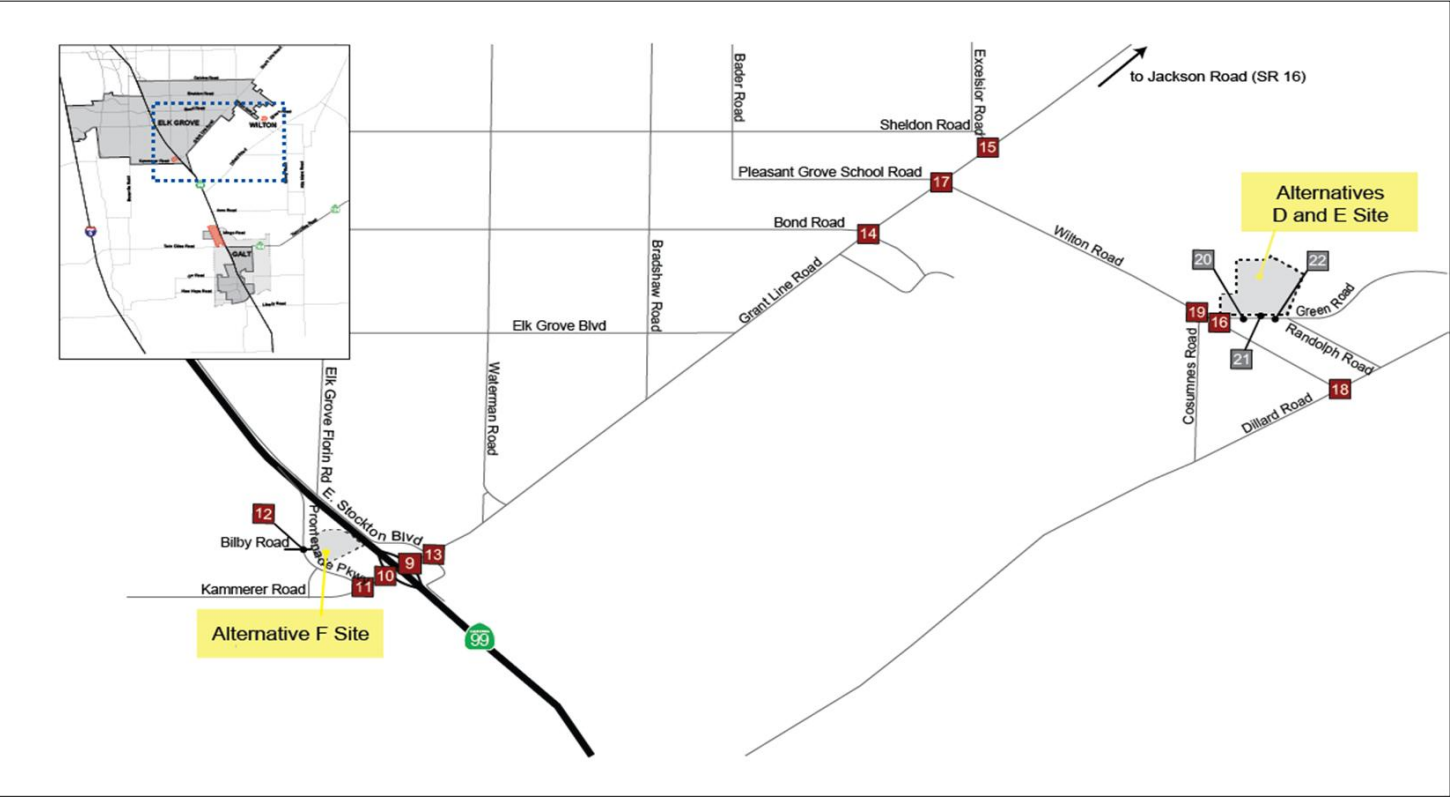 ELK GROVE
WILTON
GALT
Bader Road
Excelsior Road
to Jackson Road (SR 16)
Sheldon Road
15
Pleasant Grove School Road
17
Alternatives
D and E Site
Bond Road
14
Wilton Road
20
22
Bradshaw Road
Grant Line Road
Green Road
19
16
Elk Grove Blvd
Randolph Road
21
Cosumnes Road
Waterman Road
Elk Grove Florin Rd
18
Dillard Road
E. Stockton Blvd
12
Promenade Pkwy
Bilby Road
13
9
10
11
Kammerer Road
Alternative F Site
99